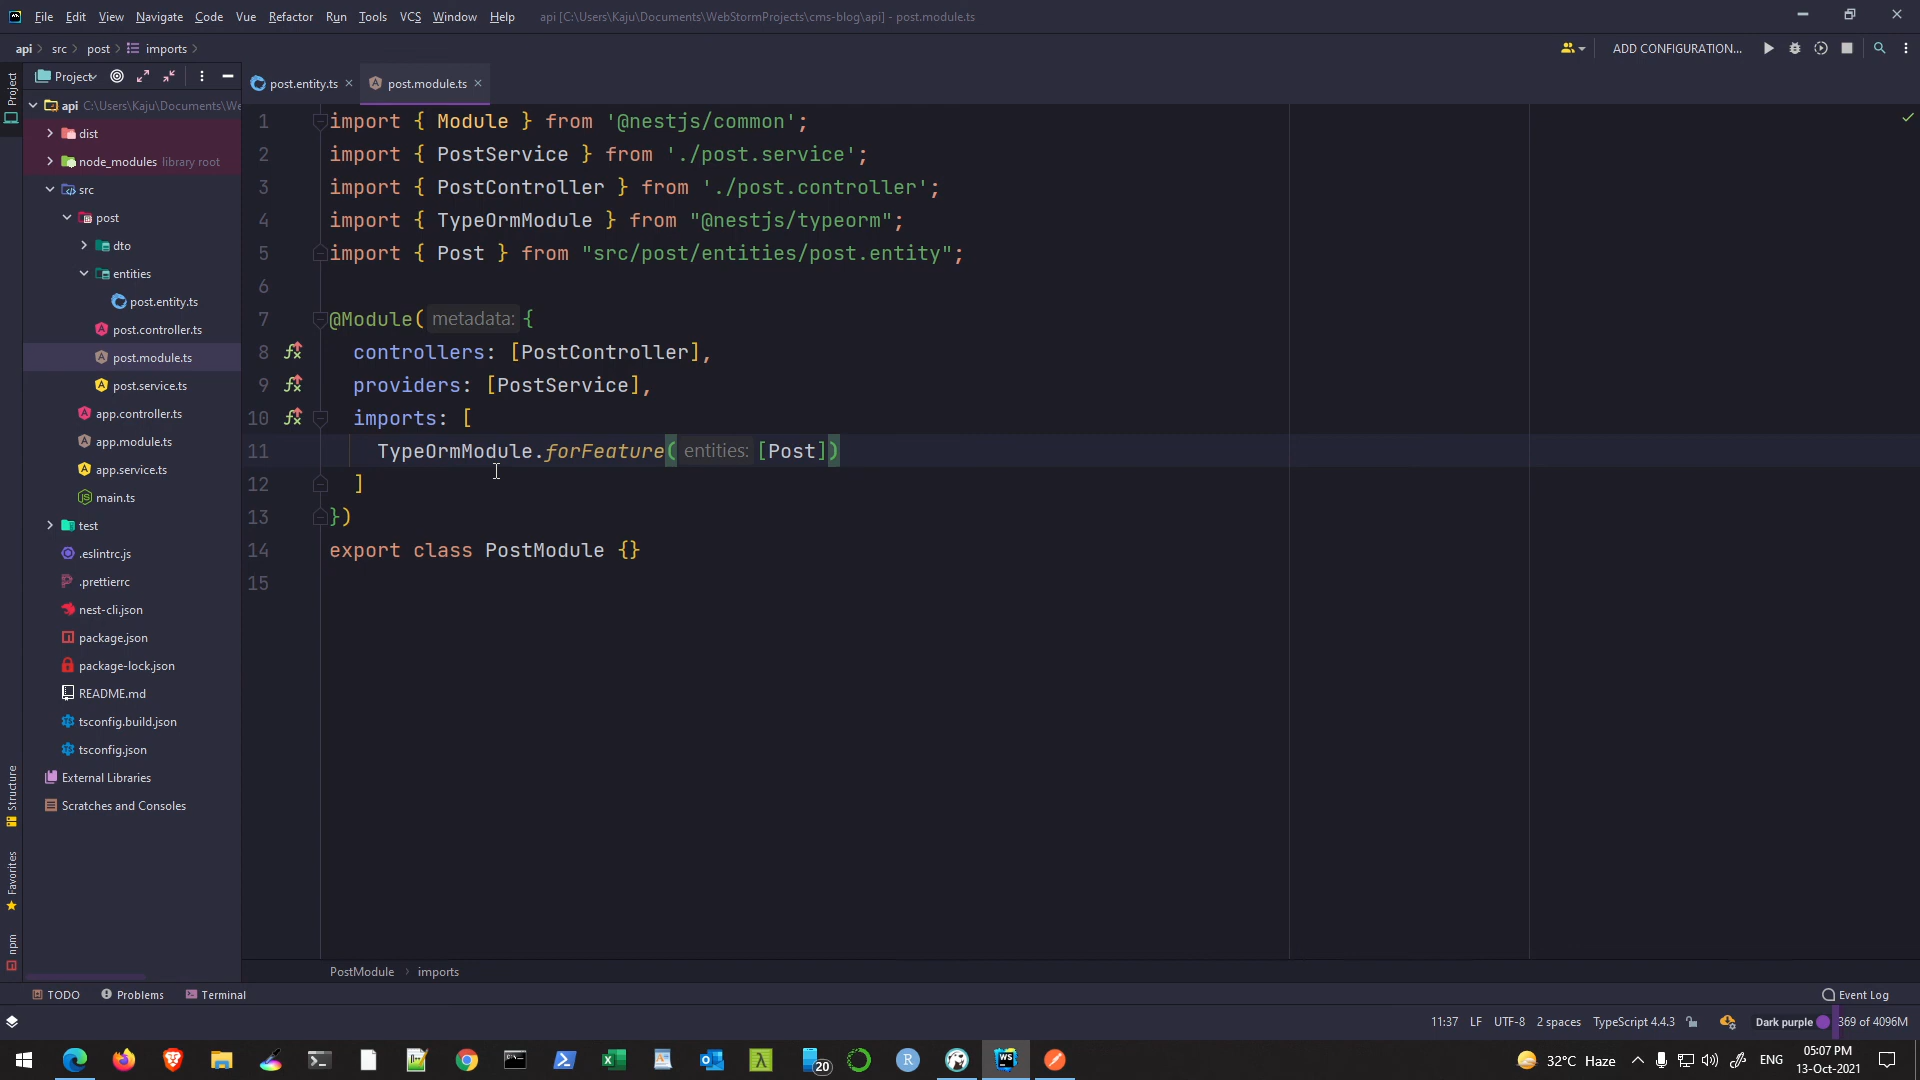 File Edit View Navigate Code Vue Refactor Run Tools VCS Window Help api [C:\Users\Kaju\Documents\WebStormProjects\cms-blog\api] - post.module.ts
api src post imports ADD CONFIGURATION...
Project post.entity.ts post.module.ts
Project
api C:\Users\Kaju\Documents\We
dist
node_modules library root
src
post
dto
entities
post.entity.ts
post.controller.ts
post.module.ts
post.service.ts
app.controller.ts
app.module.ts
app.service.ts
main.ts
test
.eslintrc.js
.prettierrc
nest-cli.json
package.json
package-lock.json
README.md
tsconfig.build.json
tsconfig.json
External Libraries
Scratches and Consoles
Structure
Favorites
npm
1 import { Module } from '@nestjs/common';
2 import { PostService } from './post.service';
3 import { PostController } from './post.controller';
4 import { TypeOrmModule } from "@nestjs/typeorm";
5 import { Post } from "src/post/entities/post.entity";
6
7 @Module( metadata: {
8 controllers: [PostController],
9 providers: [PostService],
10 imports: [
11 TypeOrmModule.forFeature( entities: [Post])
12 ]
13 })
14 export class PostModule {}
15
PostModule imports
TODO Problems Terminal Event Log
11:37 LF UTF-8 2 spaces TypeScript 4.4.3 Dark purple 369 of 4096M
20 WS 32°C Haze ENG 05:07 PM
13-Oct-2021